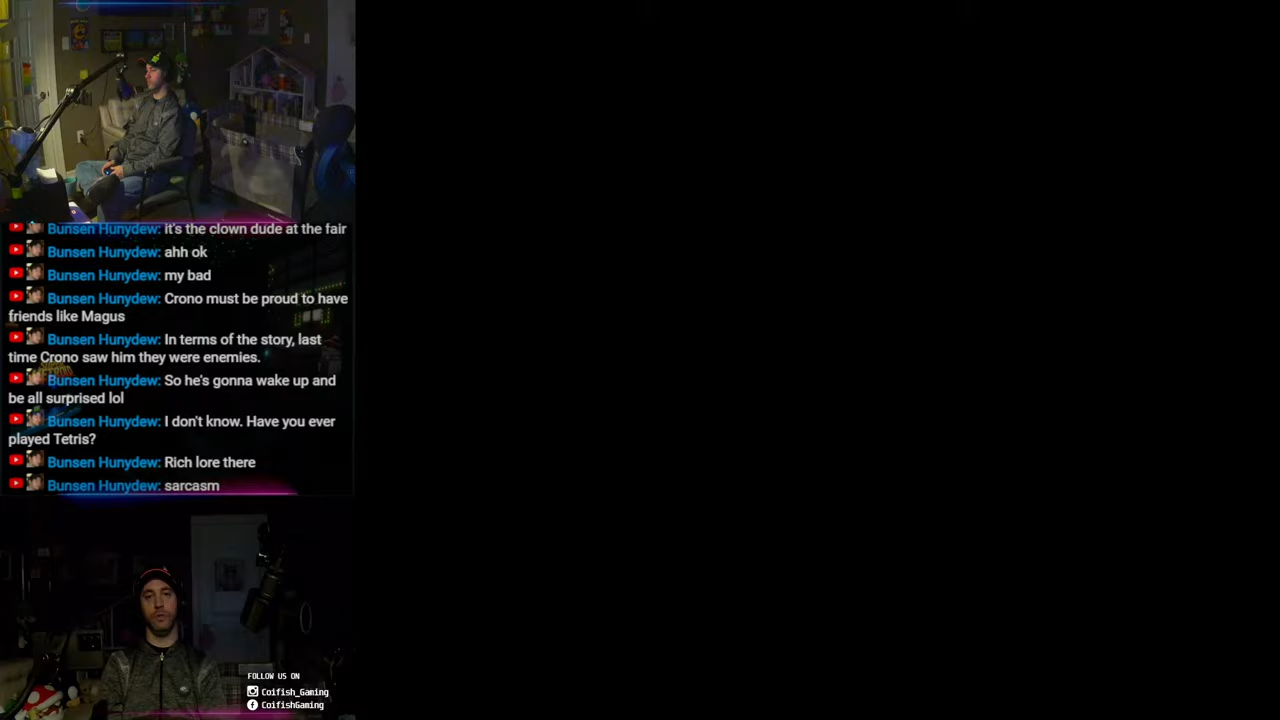 Bunsen Hunydew: it's the clown dude at the fair
Bunsen Hunydew: ahh ok
Bunsen Hunydew: my bad
Bunsen Hunydew: Crono must be proud to have
friends like Magus
Bunsen Hunydew: In terms of the story, last
time Crono saw him they were enemies.
Bunsen Hunydew: So he's gonna wake up and
be all surprised lol
Bunsen Hunydew: I don't know. Have you ever
played Tetris?
Bunsen Hunydew: Rich lore there
Bunsen Hunydew: sarcasm
FOLLOW US ON
Coifish_Gaming
CoifishGaming